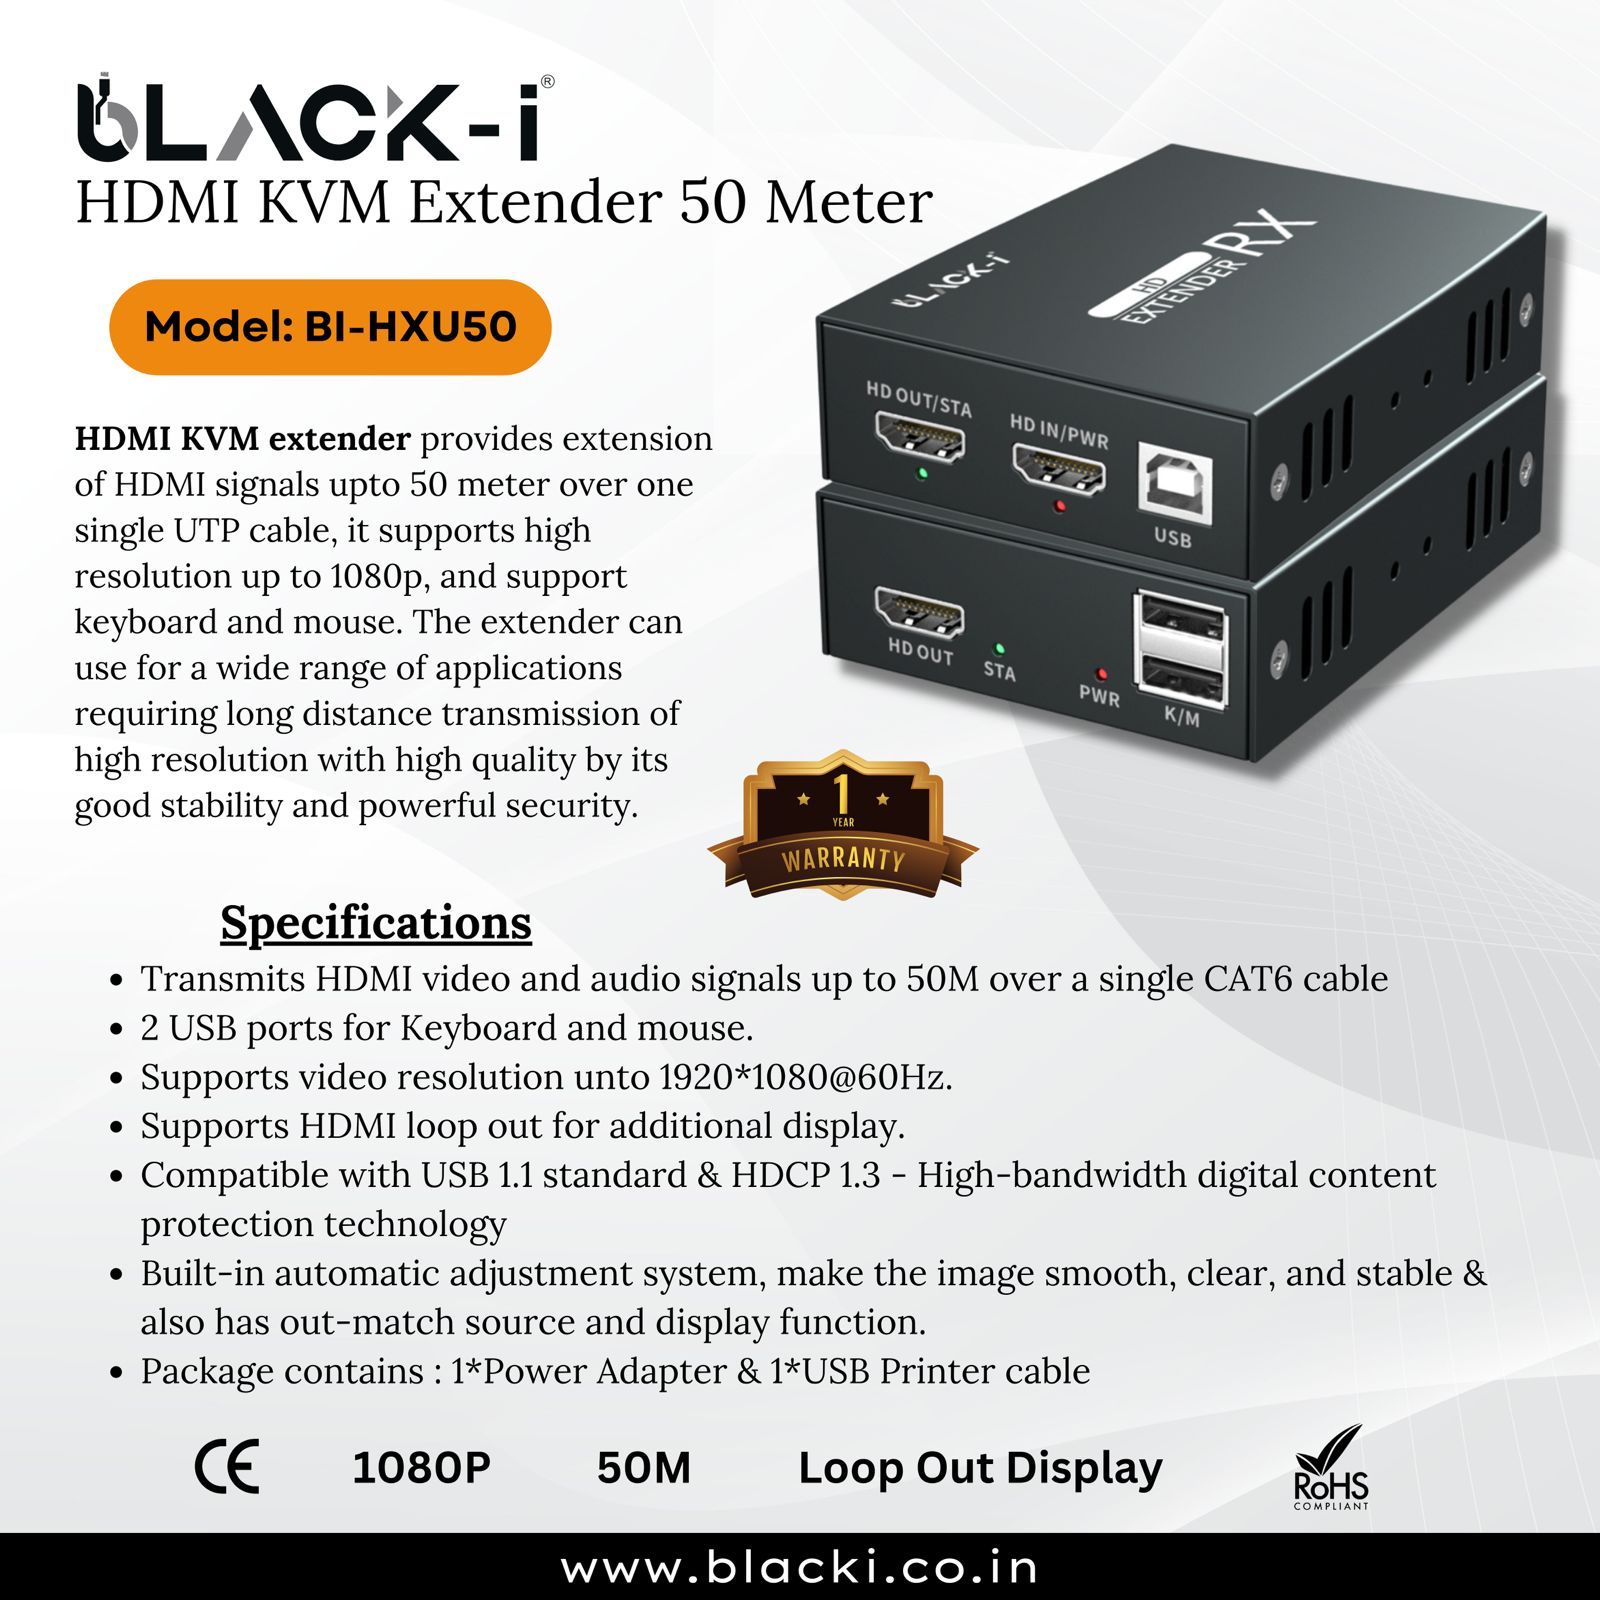 bLACK-i®
HDMI KVM Extender 50 Meter
Model: BI-HXU50
HDMI KVM extender provides extension
of HDMI signals upto 50 meter over one
single UTP cable, it supports high
resolution up to 1080p, and support
keyboard and mouse. The extender can
use for a wide range of applications
requiring long distance transmission of
high resolution with high quality by its
good stability and powerful security.
bLACK-i
HD
EXTENDER RX
HD OUT/STA
HD IN/PWR
USB
HD OUT
STA
PWR
K/M
1
YEAR
WARRANTY
Specifications
• Transmits HDMI video and audio signals up to 50M over a single CAT6 cable
• 2 USB ports for Keyboard and mouse.
• Supports video resolution unto 1920*1080@60Hz.
• Supports HDMI loop out for additional display.
• Compatible with USB 1.1 standard & HDCP 1.3 - High-bandwidth digital content
protection technology
• Built-in automatic adjustment system, make the image smooth, clear, and stable &
also has out-match source and display function.
• Package contains : 1*Power Adapter & 1*USB Printer cable
CE
1080P
50M
Loop Out Display
RoHS
COMPLIANT
www.blacki.co.in